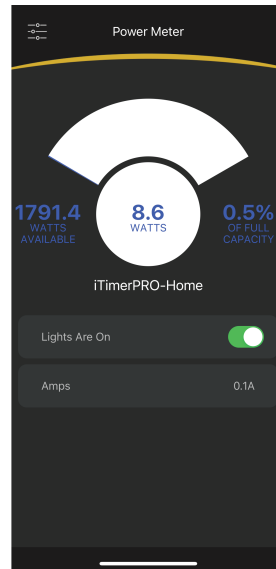 Power Meter
1791.4
WATTS
AVAILABLE
8.6
WATTS
0.5%
OF FULL
CAPACITY
iTimerPRO-Home
Lights Are On
Amps 0.1A